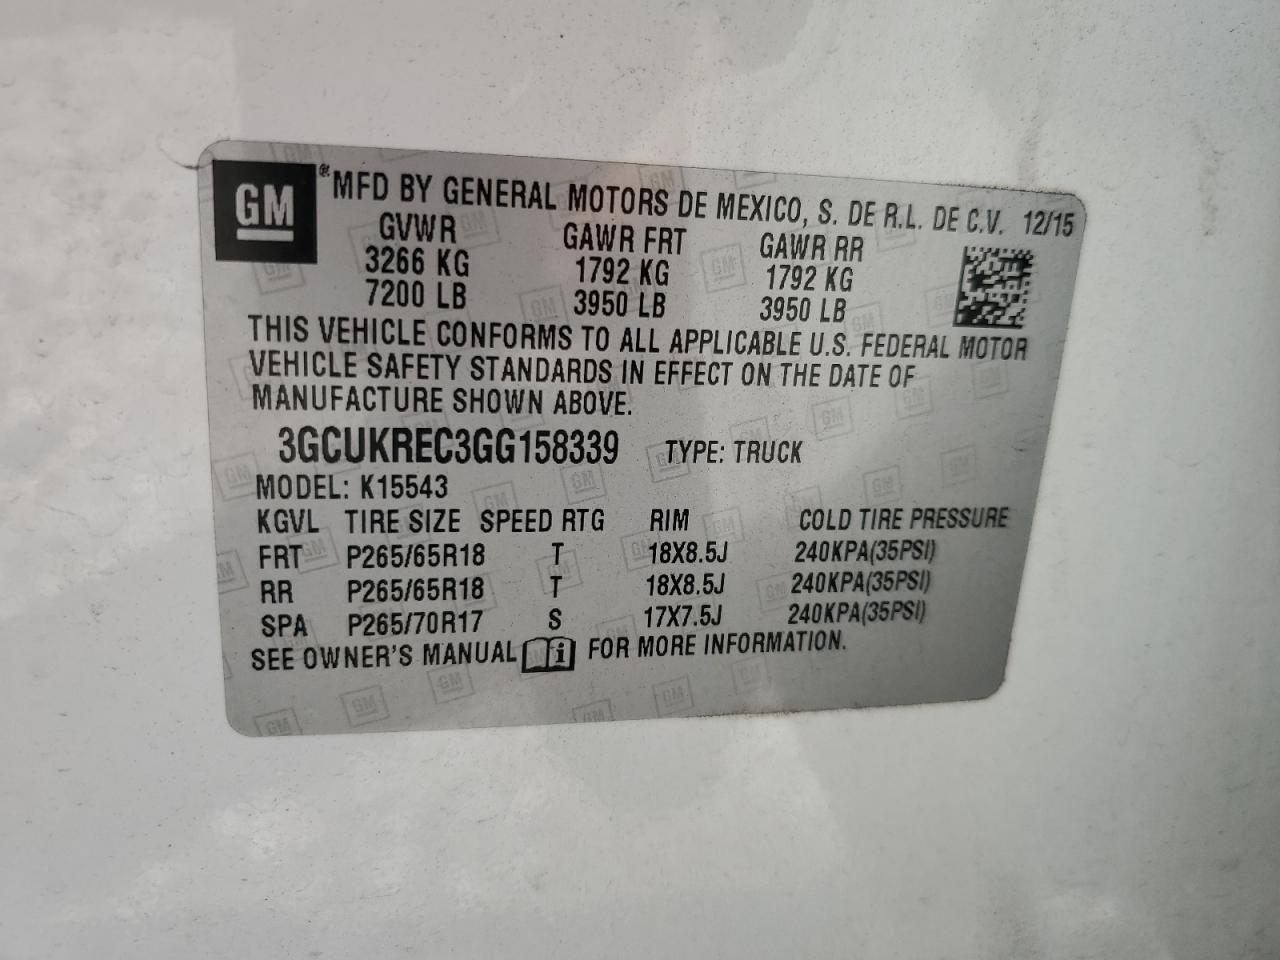 GM ® MFD BY GENERAL MOTORS DE MEXICO, S. DE R.L. DE C.V. 12/15
GVWR GAWR FRT GAWR RR
3266 KG 1792 KG 1792 KG
7200 LB 3950 LB 3950 LB
THIS VEHICLE CONFORMS TO ALL APPLICABLE U.S. FEDERAL MOTOR
VEHICLE SAFETY STANDARDS IN EFFECT ON THE DATE OF
MANUFACTURE SHOWN ABOVE.
3GCUKREC3GG158339 TYPE: TRUCK
MODEL: K15543
KGVL TIRE SIZE SPEED RTG RIM COLD TIRE PRESSURE
FRT P265/65R18 T 18X8.5J 240KPA(35PSI)
RR P265/65R18 T 18X8.5J 240KPA(35PSI)
SPA P265/70R17 S 17X7.5J 240KPA(35PSI)
SEE OWNER'S MANUAL i FOR MORE INFORMATION.